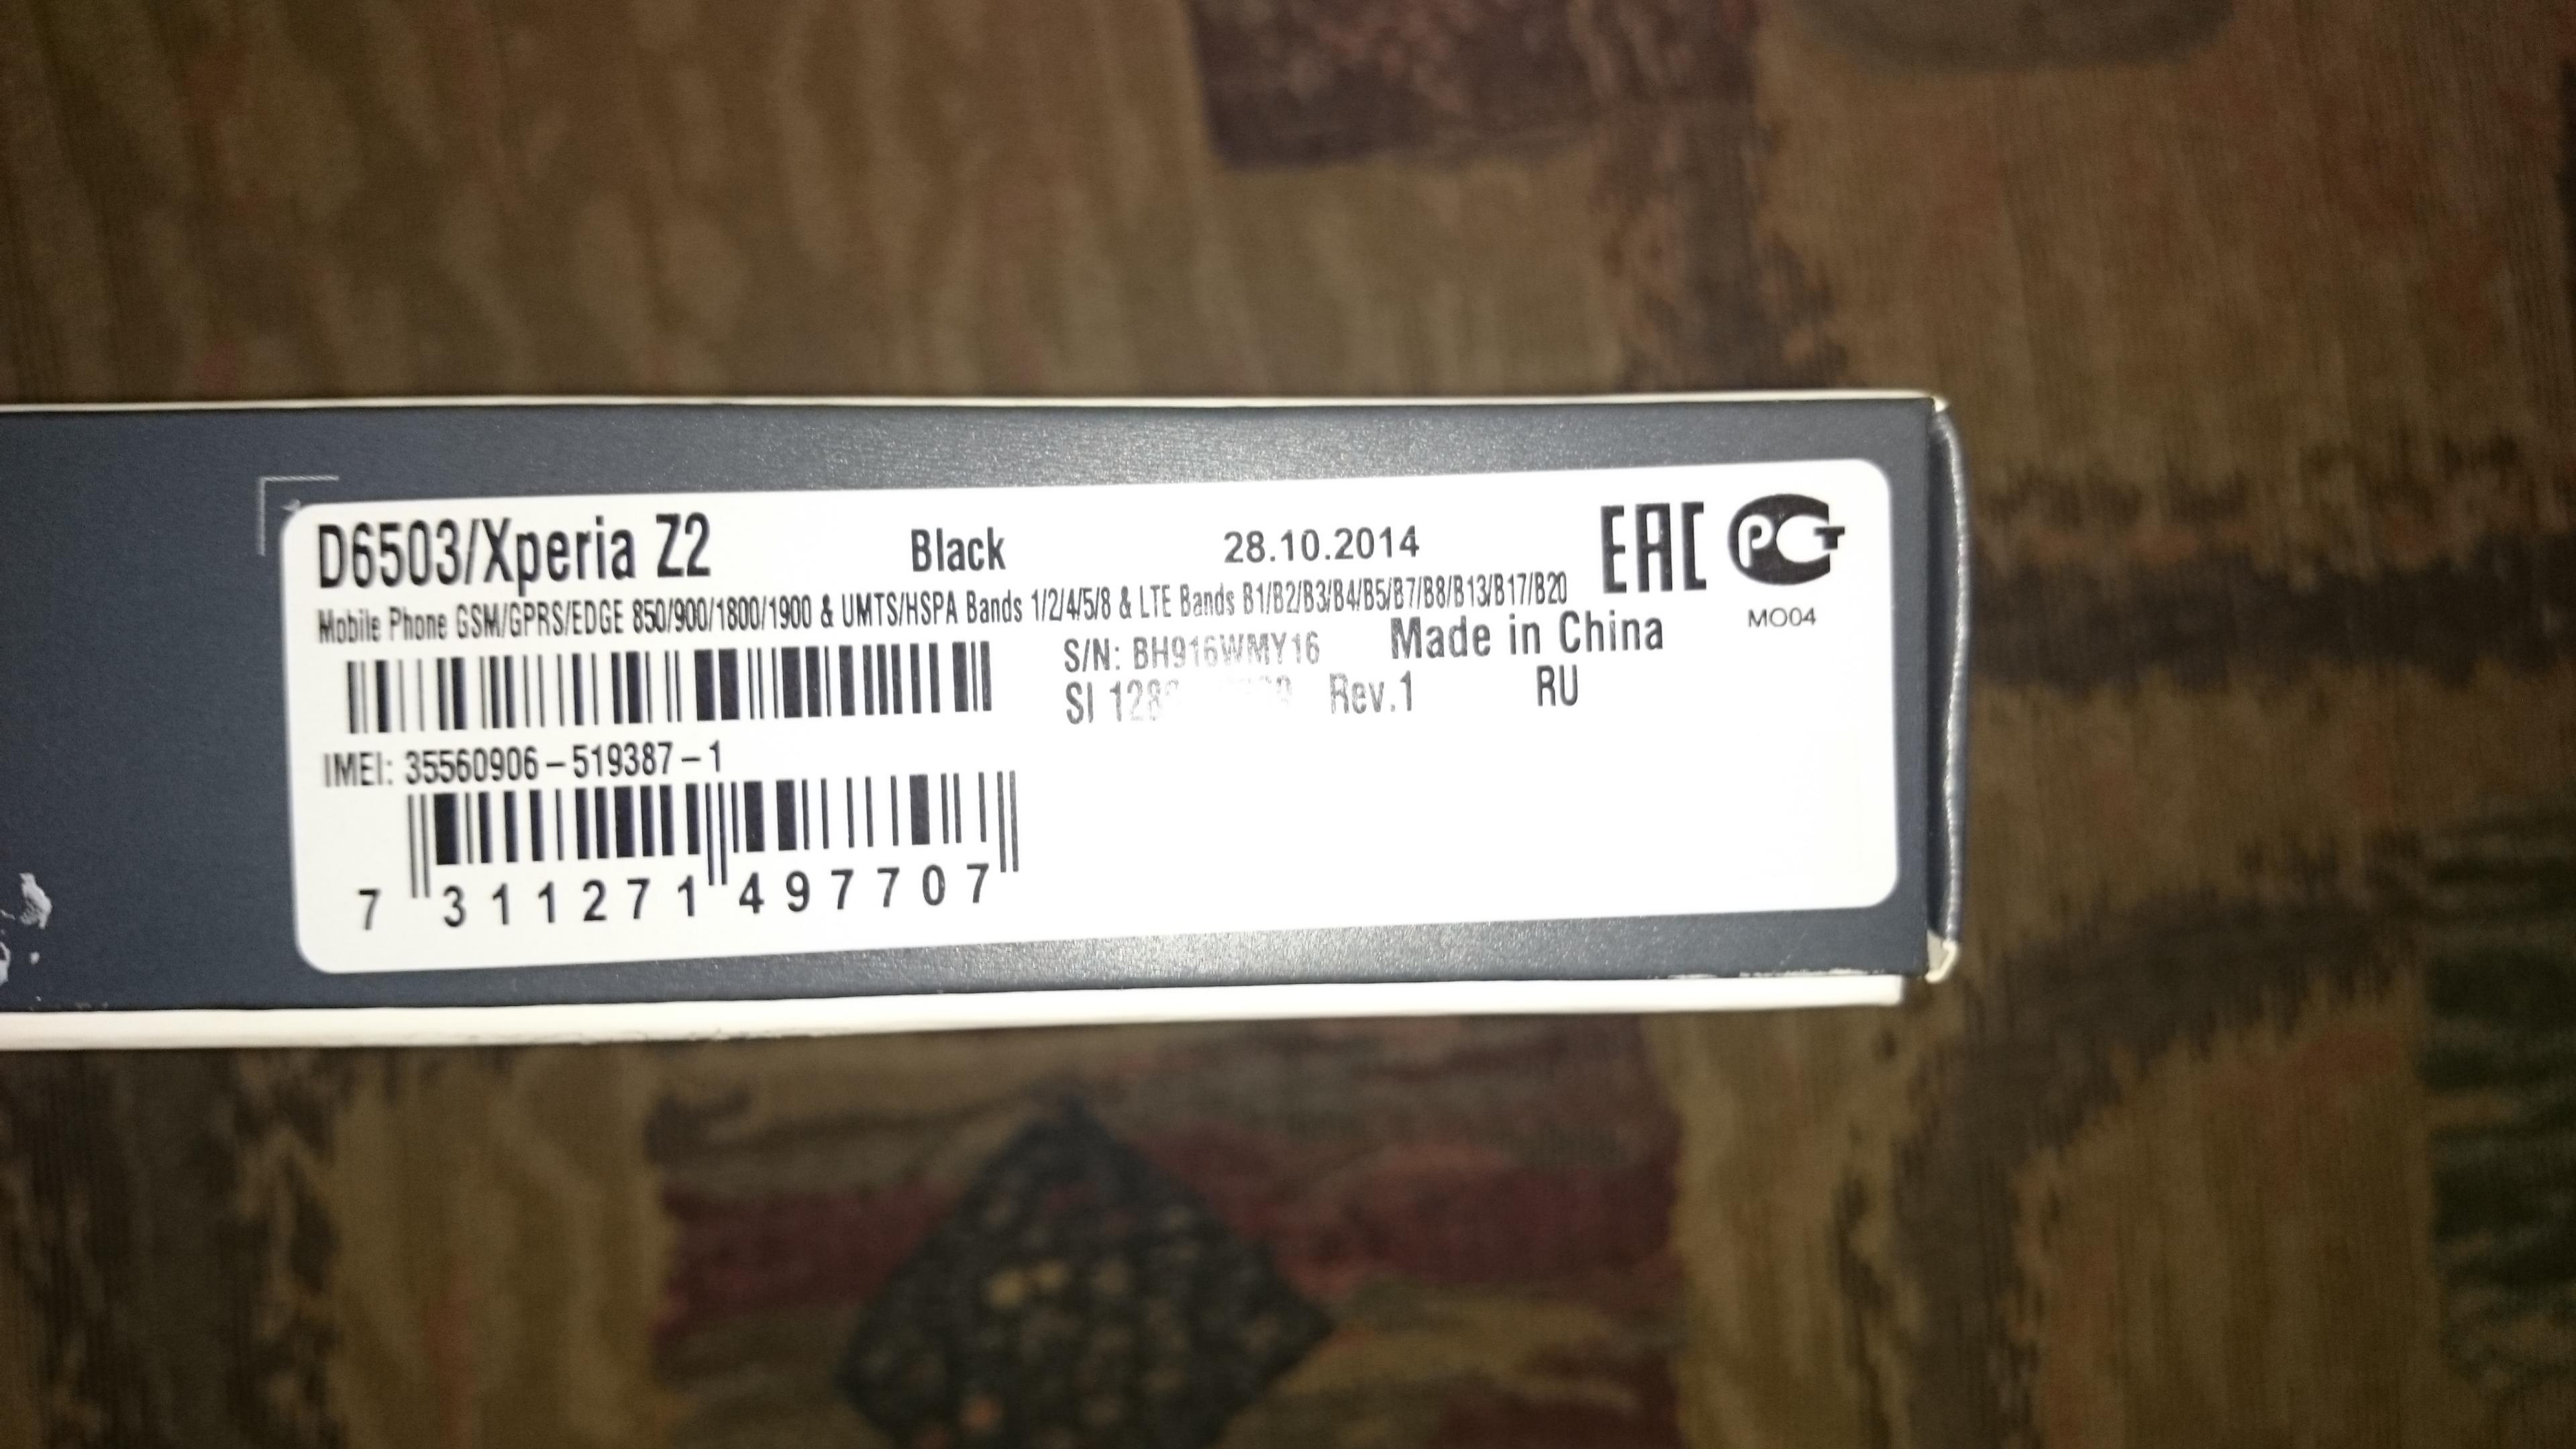 D6503/Xperia Z2 Black 28.10.2014 EAC РСТ
Mobile Phone GSM/GPRS/EDGE 850/900/1800/1900 & UMTS/HSPA Bands 1/2/4/5/8 & LTE Bands B1/B2/B3/B4/B5/B7/B8/B13/B17/B20
MO04
S/N: BH916WMY16 Made in China
SI Rev.1 RU
IMEI: 35560906-519387-1
7 311271 497707